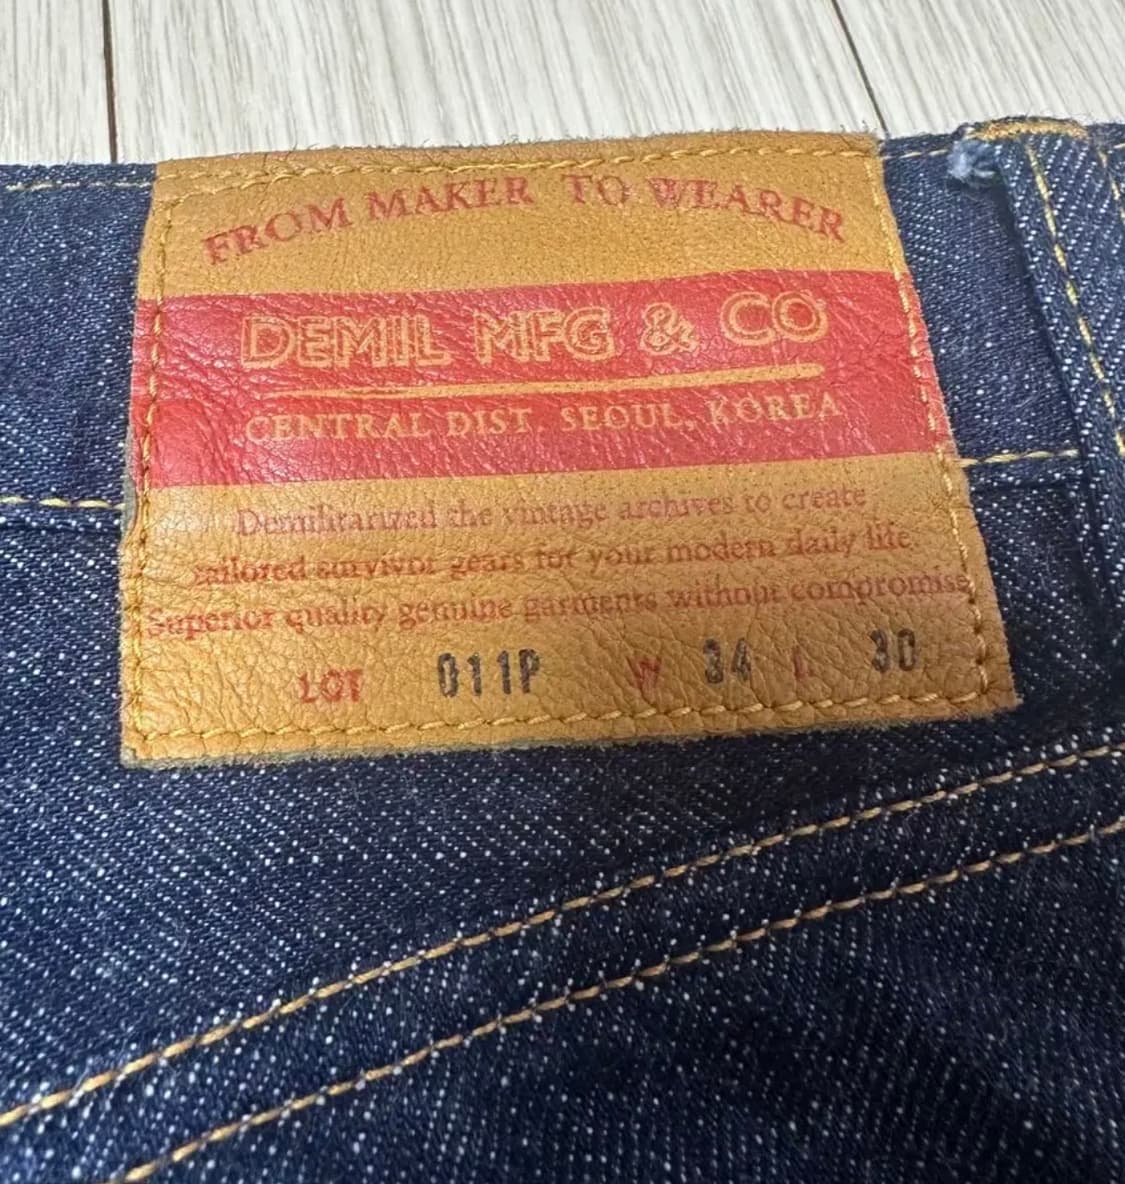 FROM MAKER TO WEARER
DEMIL MFG & CO
CENTRAL DIST. SEOUL, KOREA
Demilitarized the vintage archives to create
tailored survivor gears for your modern daily life.
Superior quality genuine garments without compromise
LOT 011P W 34 L 30